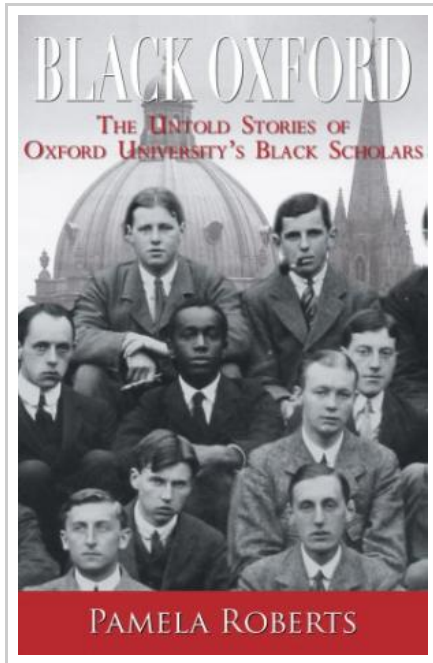 BLACK OXFORD
THE UNTOLD STORIES OF
OXFORD UNIVERSITY'S BLACK SCHOLARS
PAMELA ROBERTS